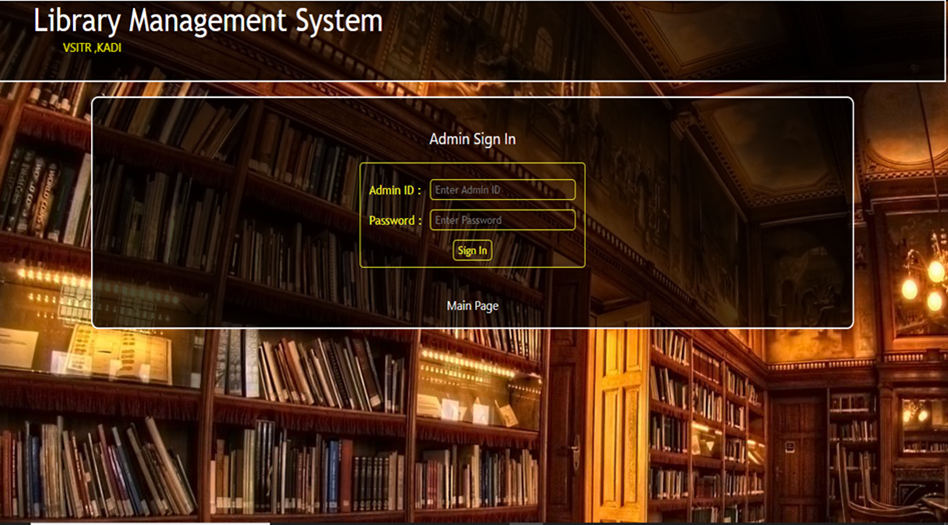 Library Management System
VSITR ,KADI
Admin Sign In
Admin ID : Enter Admin ID
Password : Enter Password
Sign In
Main Page